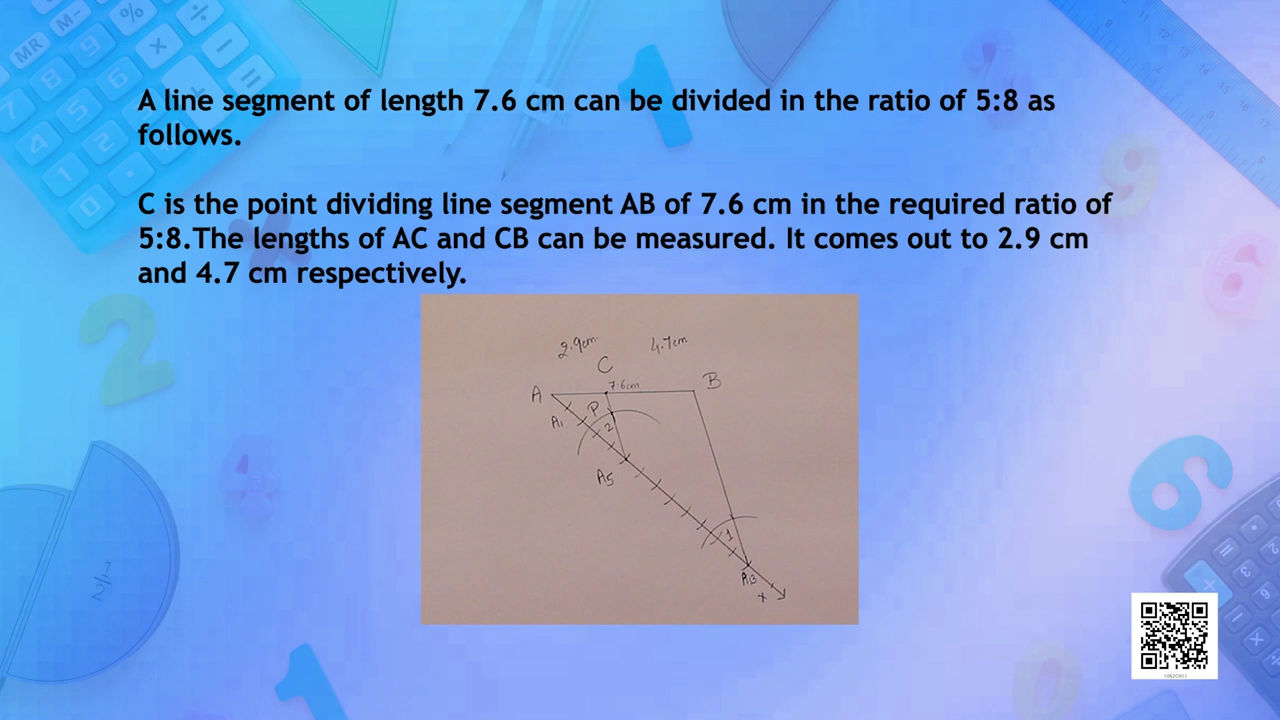 A line segment of length 7.6 cm can be divided in the ratio of 5:8 as
follows.
C is the point dividing line segment AB of 7.6 cm in the required ratio of
5:8.The lengths of AC and CB can be measured. It comes out to 2.9 cm
and 4.7 cm respectively.
2.9cm 4.7cm
C
7.6cm
A B
P
A1
2
A5
1
A13
X